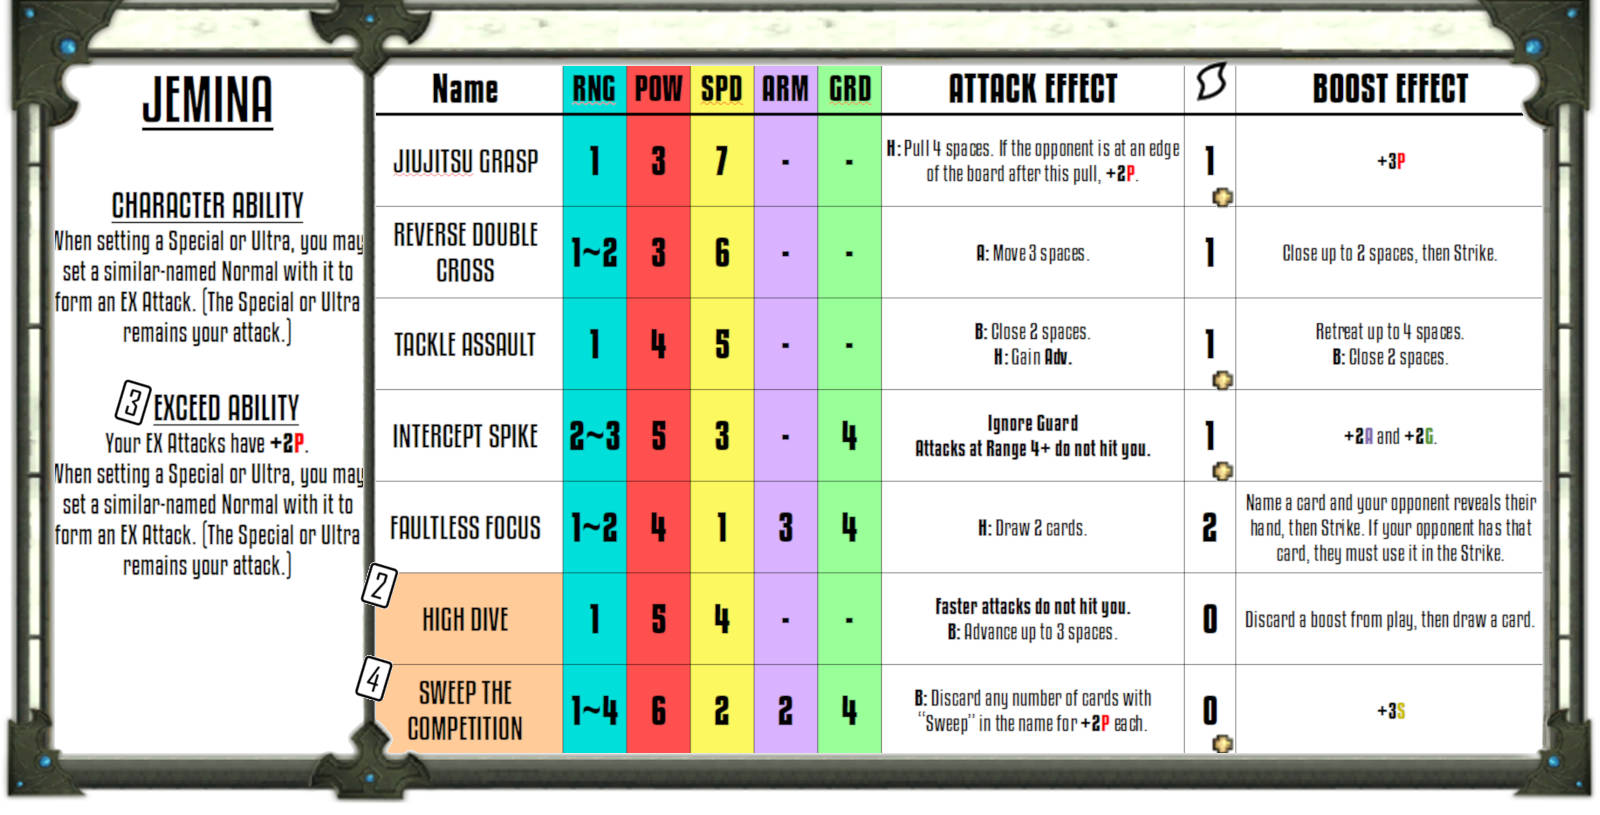 JEMINA
CHARACTER ABILITY
When setting a Special or Ultra, you may
set a similar-named Normal with it to
form an EX Attack. (The Special or Ultra
remains your attack.)
3 EXCEED ABILITY
Your EX Attacks have +2P.
When setting a Special or Ultra, you may
set a similar-named Normal with it to
form an EX Attack. (The Special or Ultra
remains your attack.)
Name RNG POW SPD ARM GRD ATTACK EFFECT BOOST EFFECT
JIUJITSU GRASP 1 3 7 - -
H: Pull 4 spaces. If the opponent is at an edge
of the board after this pull, +2P.
1
+3P
REVERSE DOUBLE
CROSS
1~2 3 6 - -
A: Move 3 spaces.
1
Close up to 2 spaces, then Strike.
TACKLE ASSAULT 1 4 5 - -
B: Close 2 spaces.
H: Gain Adv.
1
Retreat up to 4 spaces.
B: Close 2 spaces.
INTERCEPT SPIKE 2~3 5 3 - 4
Ignore Guard
Attacks at Range 4+ do not hit you.
1
+2A and +2G.
FAULTLESS FOCUS 1~2 4 1 3 4
H: Draw 2 cards.
2
Name a card and your opponent reveals their
hand, then Strike. If your opponent has that
card, they must use it in the Strike.
2
HIGH DIVE 1 5 4 - -
Faster attacks do not hit you.
B: Advance up to 3 spaces.
0
Discard a boost from play, then draw a card.
4
SWEEP THE
COMPETITION
1~4 6 2 2 4
B: Discard any number of cards with
"Sweep" in the name for +2P each.
0
+3S